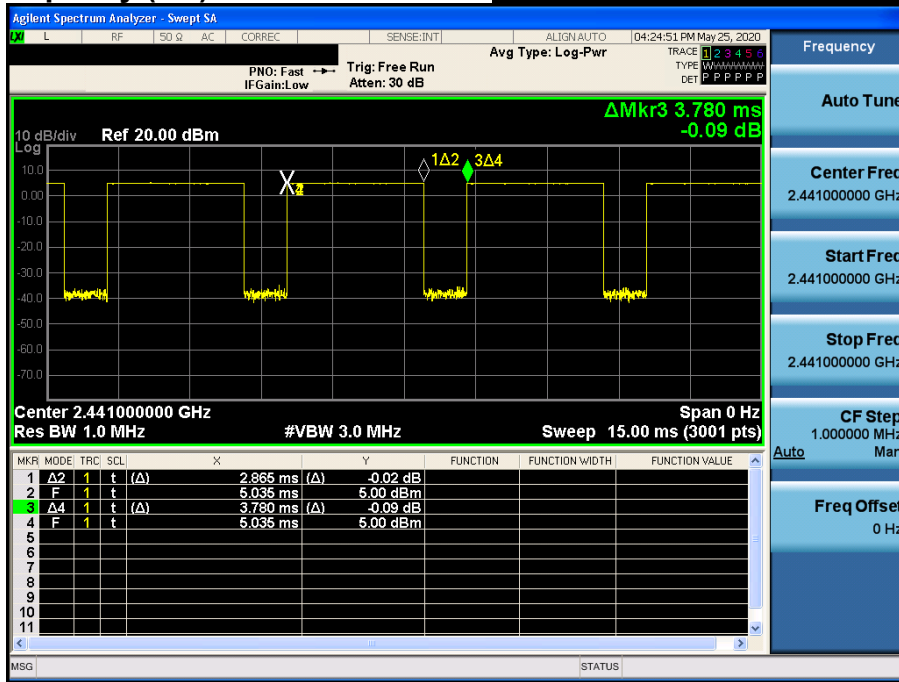 Agilent Spectrum Analyzer - Swept SA
LXI L RF 50 Ω AC CORREC SENSE:INT ALIGN AUTO 04:24:51 PM May 25, 2020
Avg Type: Log-Pwr TRACE 1 2 3 4 5 6
PNO: Fast Trig: Free Run TYPE W
IFGain:Low Atten: 30 dB DET P P P P P P
Frequency
ΔMkr3 3.780 ms
-0.09 dB
10 dB/div Ref 20.00 dBm
Log
10.0
0.00
-10.0
-20.0
-30.0
-40.0
-50.0
-60.0
-70.0
1Δ2 3Δ4
X
Center 2.441000000 GHz Span 0 Hz
Res BW 1.0 MHz #VBW 3.0 MHz Sweep 15.00 ms (3001 pts)
MKR MODE TRC SCL X Y FUNCTION FUNCTION WIDTH FUNCTION VALUE
1 Δ2 1 t (Δ) 2.865 ms (Δ) -0.02 dB
2 F 1 t 5.035 ms 5.00 dBm
3 Δ4 1 t (Δ) 3.780 ms (Δ) -0.09 dB
4 F 1 t 5.035 ms 5.00 dBm
5
6
7
8
9
10
11
MSG STATUS
Auto Tune
Center Freq
2.441000000 GHz
Start Freq
2.441000000 GHz
Stop Freq
2.441000000 GHz
CF Step
1.000000 MHz
Auto Man
Freq Offset
0 Hz